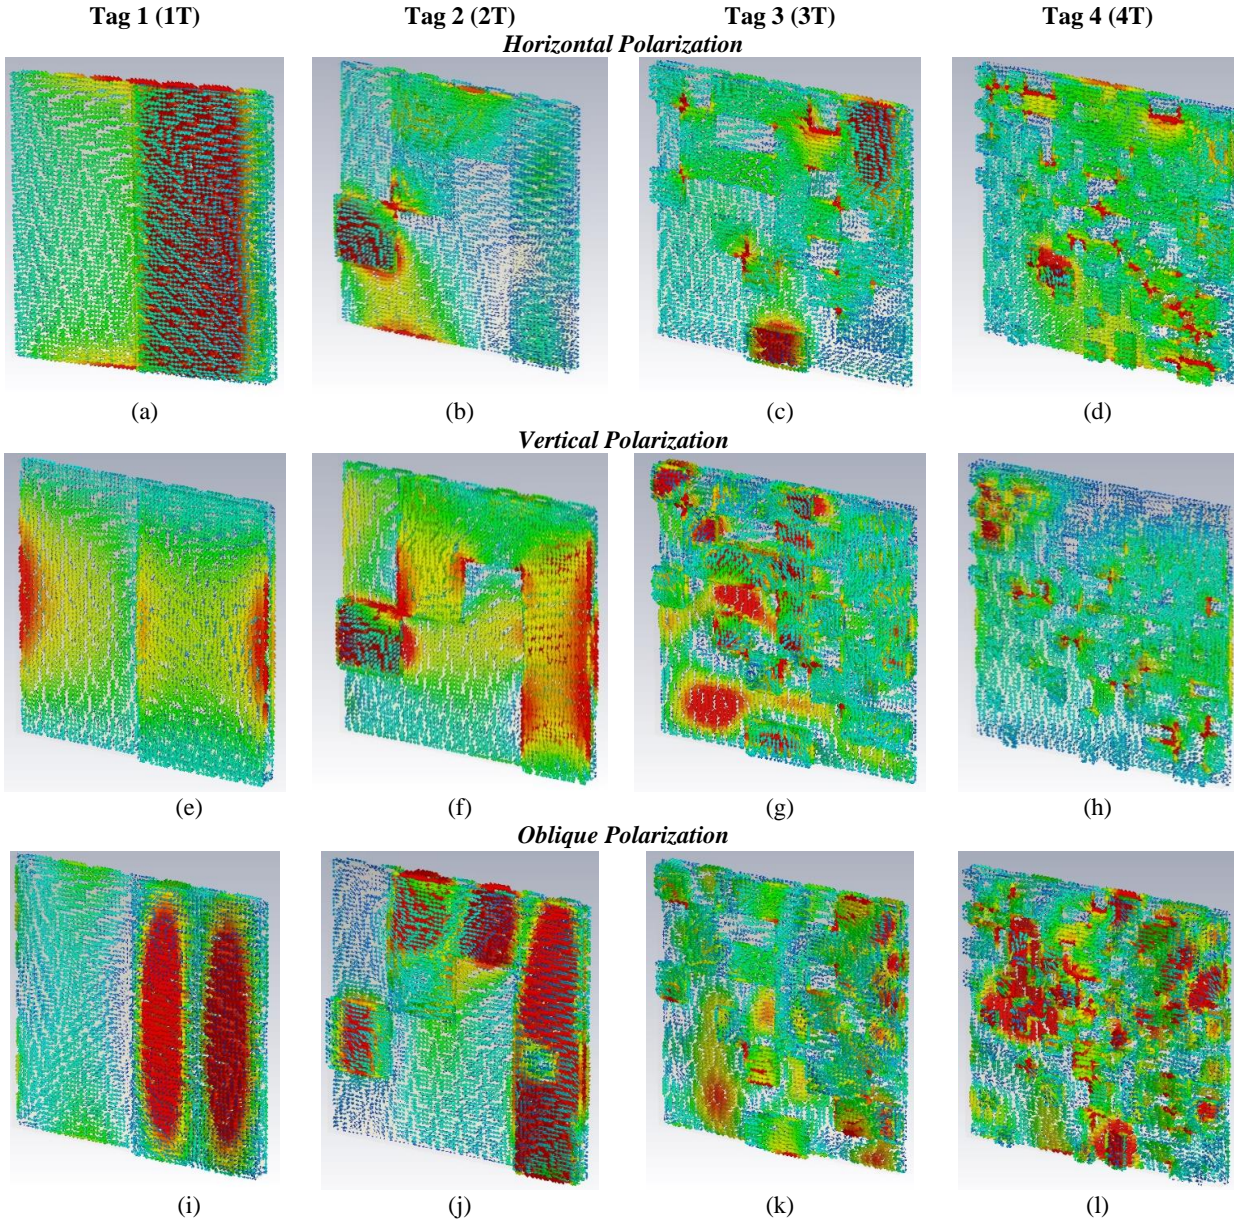 Tag 1 (1T) Tag 2 (2T) Tag 3 (3T) Tag 4 (4T)
Horizontal Polarization
(a) (b) (c) (d)
Vertical Polarization
(e) (f) (g) (h)
Oblique Polarization
(i) (j) (k) (l)